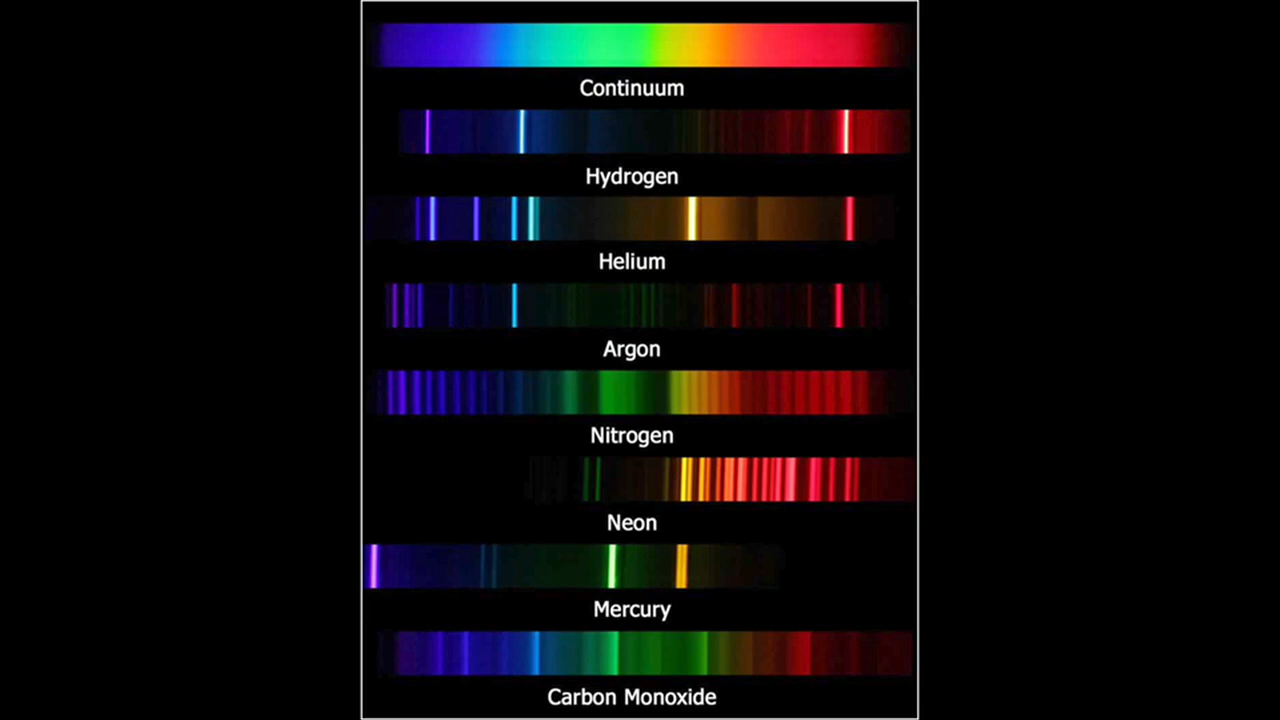 Continuum
Hydrogen
Helium
Argon
Nitrogen
Neon
Mercury
Carbon Monoxide